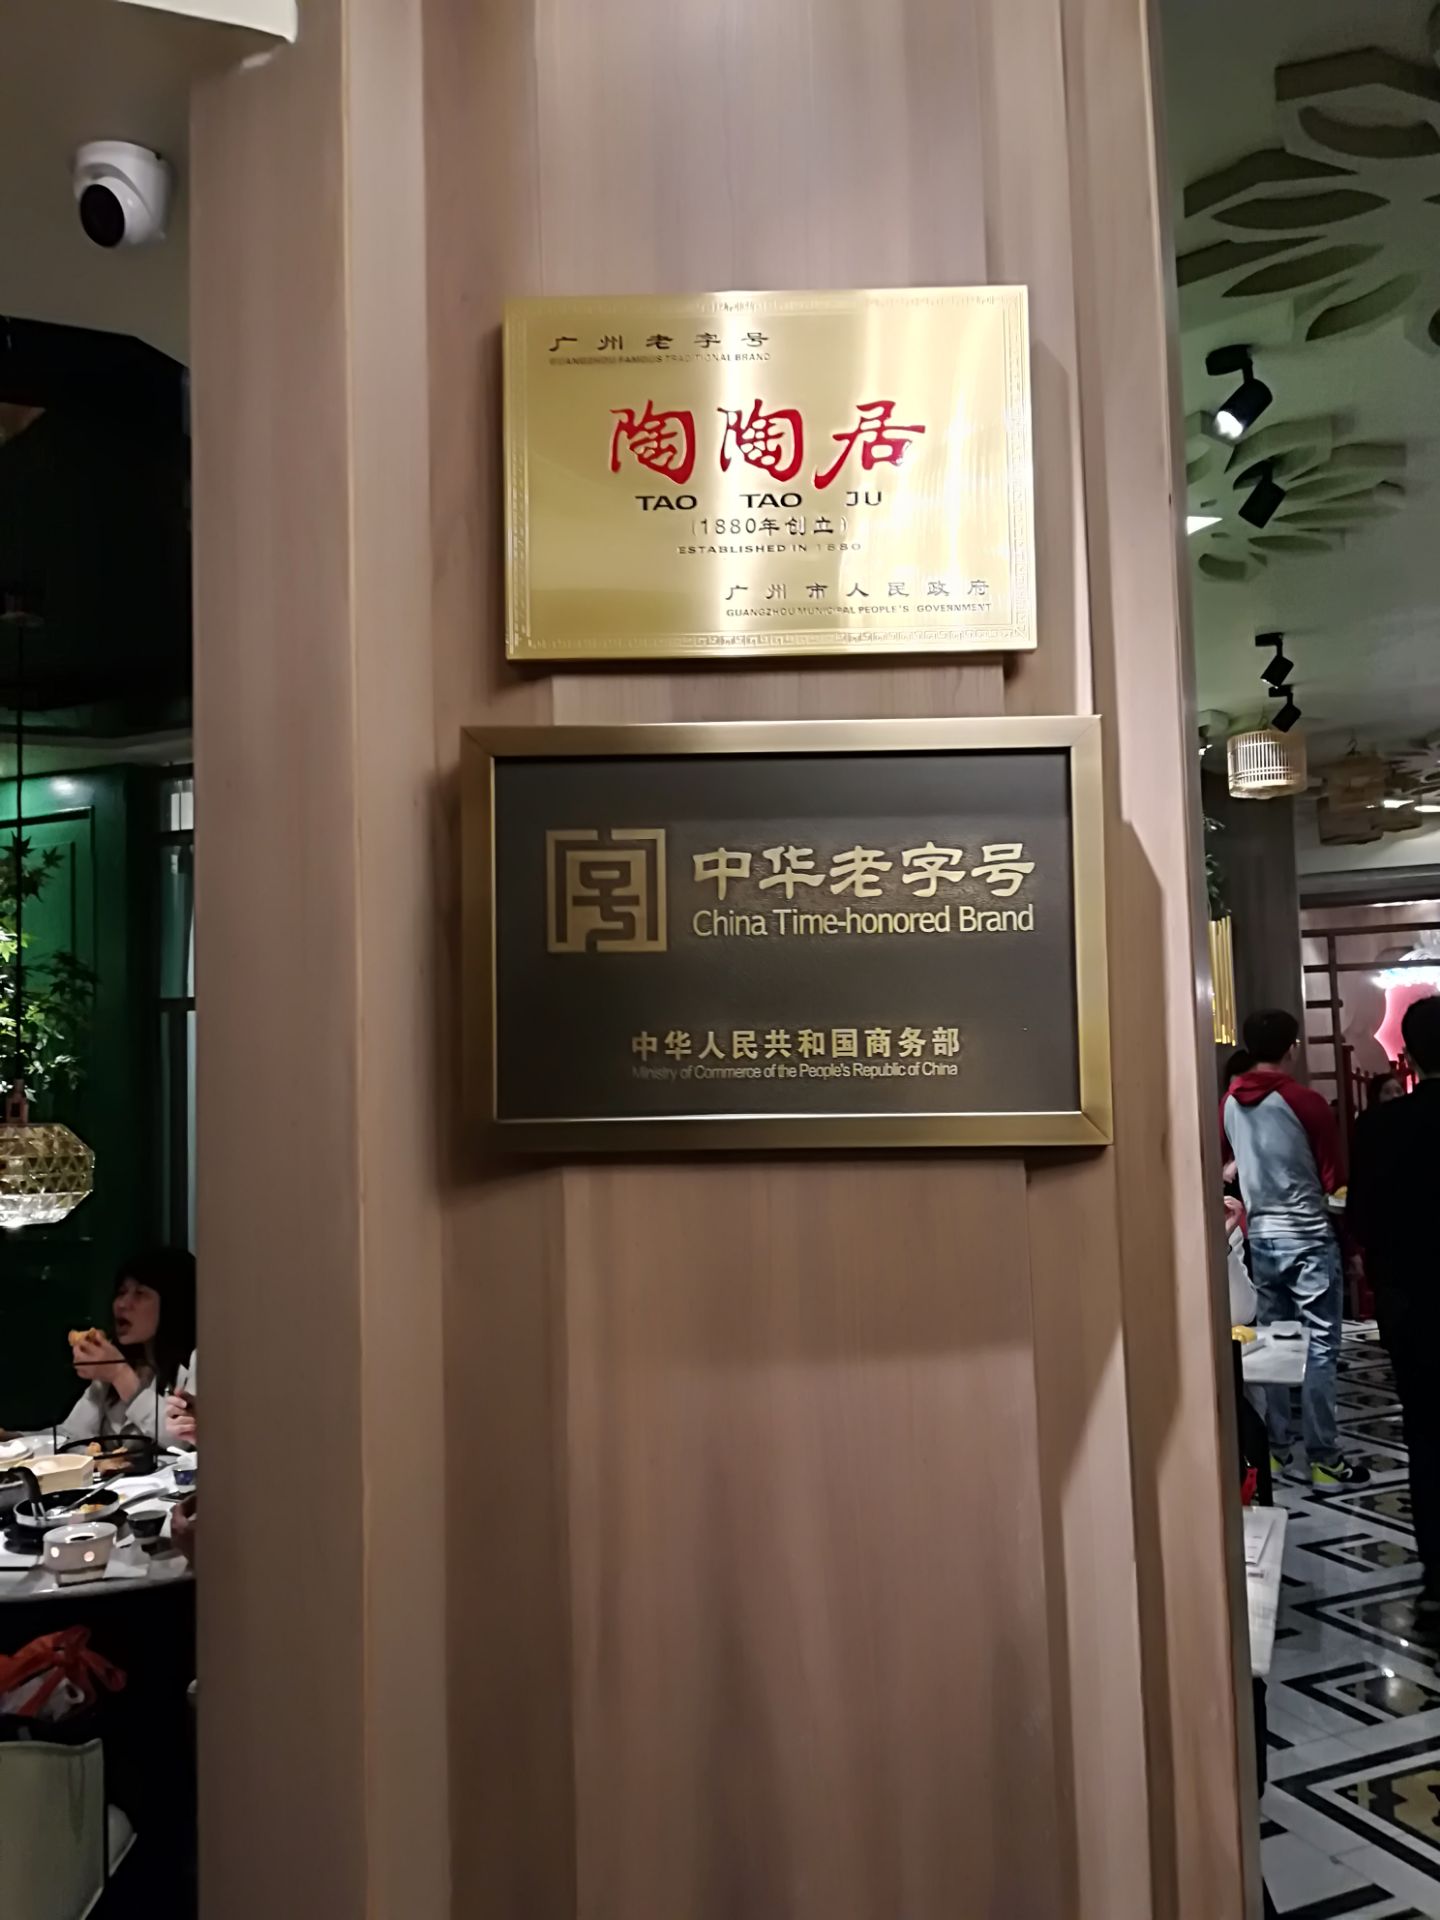 广州老字号
GUANGZHOU FAMOUS TRADITIONAL BRAND
陶陶居
TAO TAO JU
(1880年创立)
ESTABLISHED IN 1880
广州市人民政府
GUANGZHOU MUNICIPAL PEOPLE'S GOVERNMENT
号
中华老字号
China Time-honored Brand
中华人民共和国商务部
Ministry of Commerce of the People's Republic of China